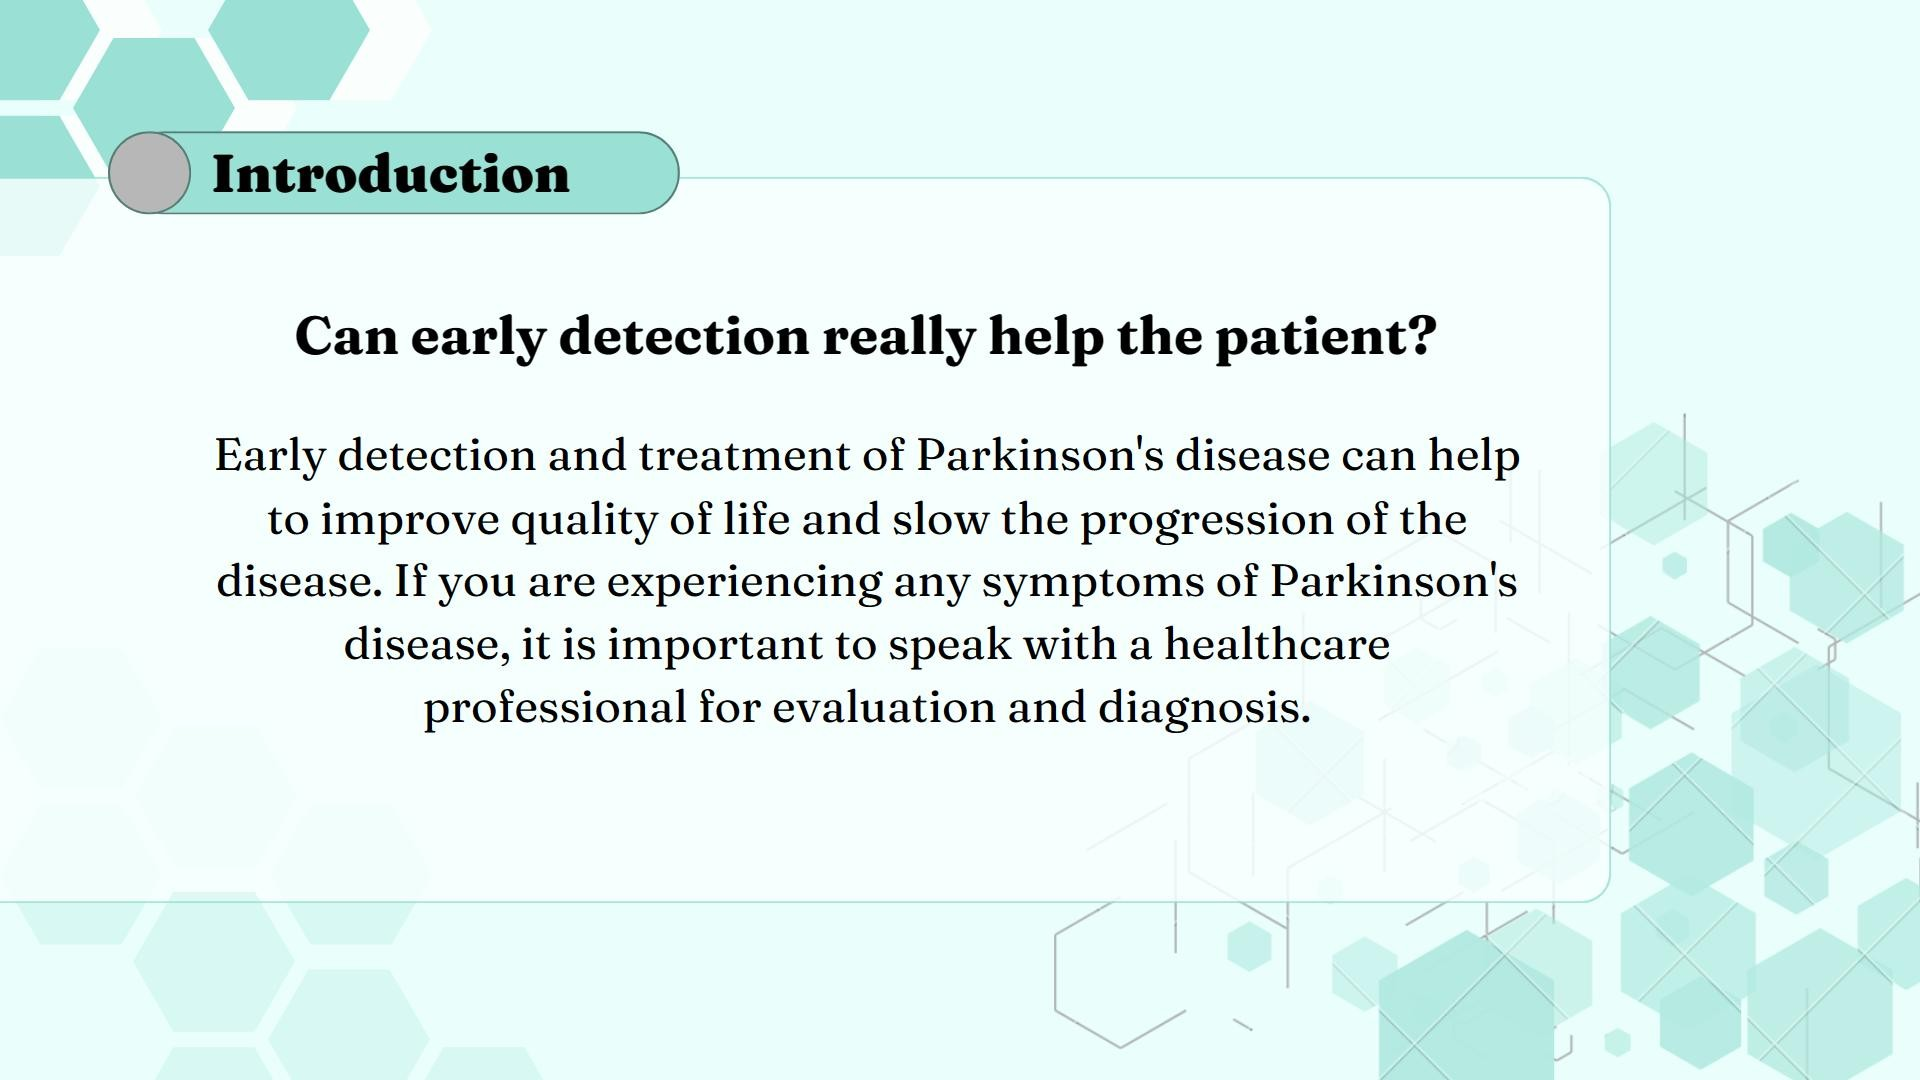 Introduction
Can early detection really help the patient?
Early detection and treatment of Parkinson's disease can help
to improve quality of life and slow the progression of the
disease. If you are experiencing any symptoms of Parkinson's
disease, it is important to speak with a healthcare
professional for evaluation and diagnosis.